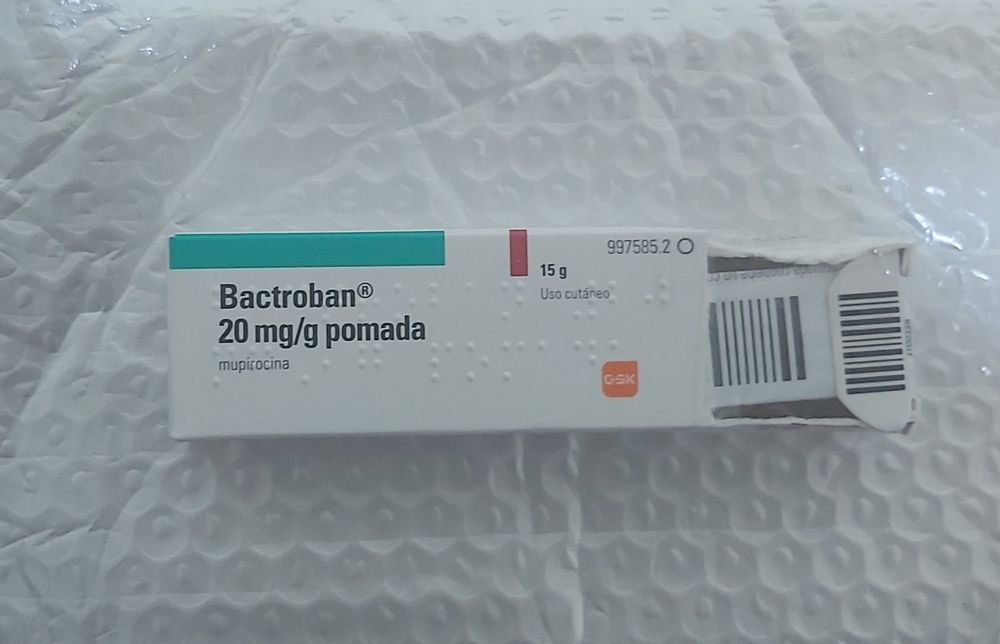 Bactroban®
20 mg/g pomada
mupirocina
997585.2
15 g
Uso cutáneo
GSK